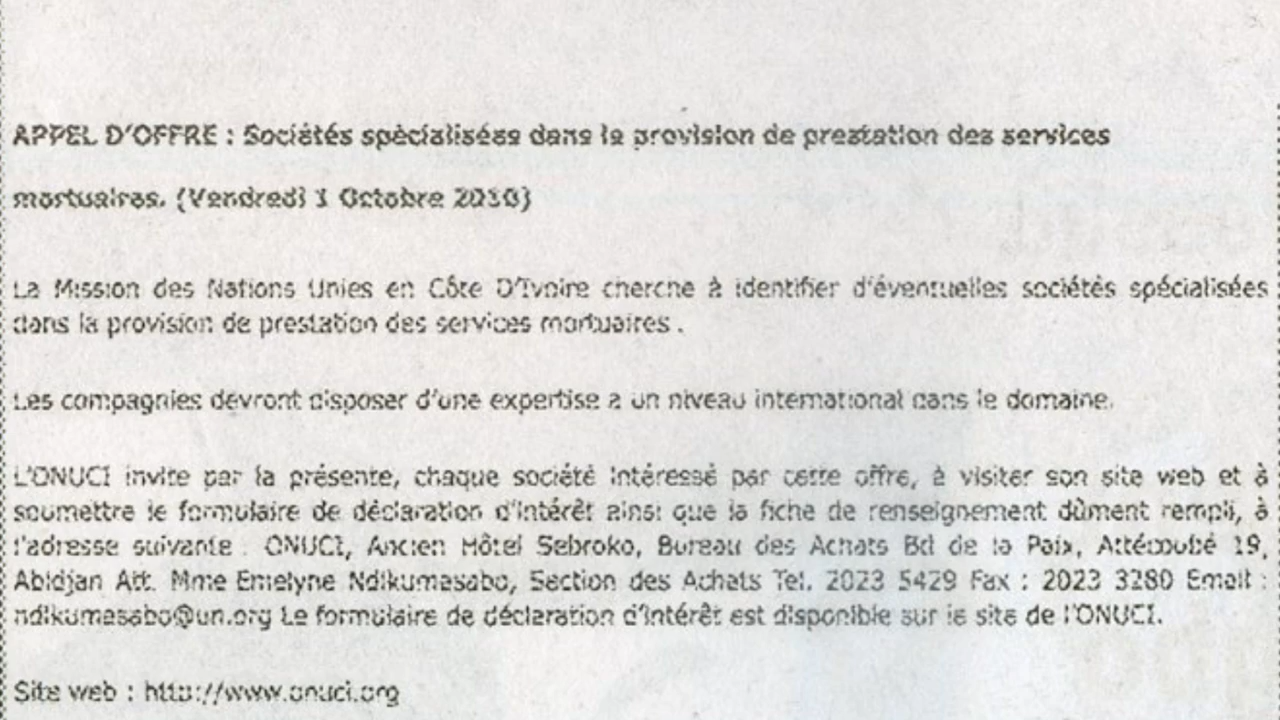 APPEL D'OFFRE : Sociétés spécialisées dans la provision de prestation des services
mortuaires. (Vendredi 1 Octobre 2010)
La Mission des Nations Unies en Côte D'Ivoire cherche à identifier d'éventuelles sociétés spécialisées
dans la provision de prestation des services mortuaires .
Les compagnies devront disposer d'une expertise a un niveau international dans le domaine.
L'ONUCI invite par la présente, chaque société intéressé par cette offre, à visiter son site web et à
soumettre le formulaire de déclaration d'intérêt ainsi que la fiche de renseignement dûment rempli, à
l'adresse suivante : ONUCI, Ancien Hôtel Sebroko, Bureau des Achats Bd de la Paix, Attécoubé 19,
Abidjan Att. Mme Emelyne Ndikumasabo, Section des Achats Tel. 2023 5429 Fax : 2023 3280 Email :
ndikumasabo@un.org Le formulaire de déclaration d'intérêt est disponible sur le site de l'ONUCI.
Site web : http://www.onuci.org